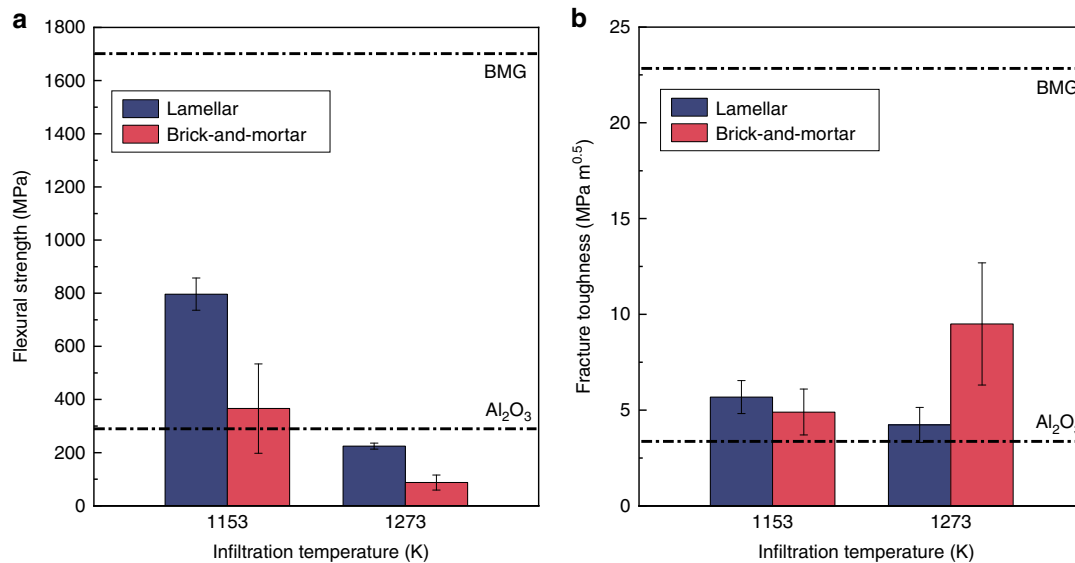 a
1800
1600
1400
1200
1000
800
600
400
200
0
Flexural strength (MPa)
BMG
Lamellar
Brick-and-mortar
Al₂O₃
1153 1273
Infiltration temperature (K)
b
25
20
15
10
5
0
Fracture toughness (MPa m⁰·⁵)
BMG
Lamellar
Brick-and-mortar
Al₂O
1153 1273
Infiltration temperature (K)